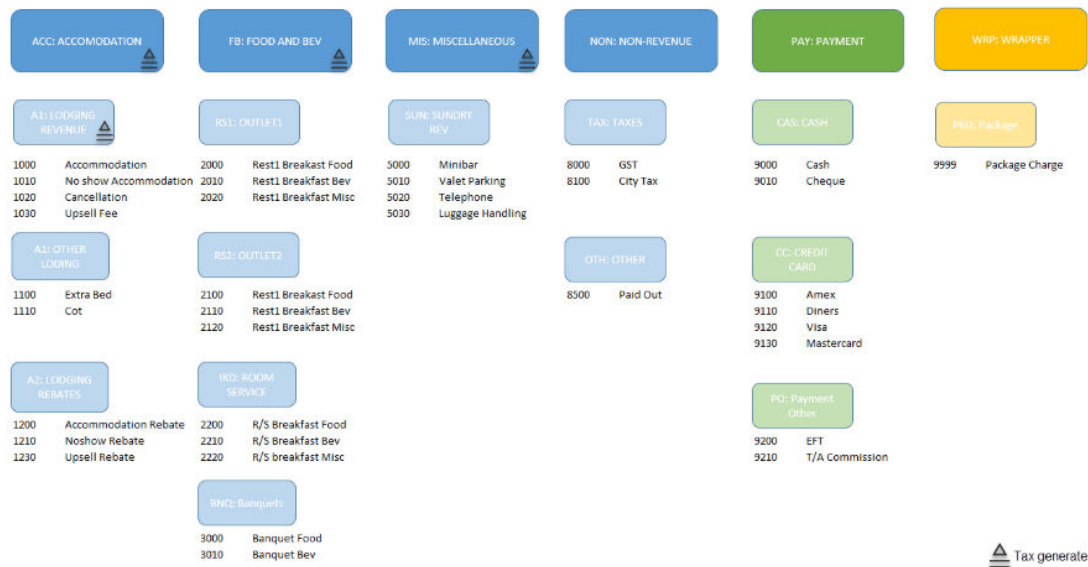 ACC: ACCOMODATION
FB: FOOD AND BEV
MIS: MISCELLANEOUS
NON: NON-REVENUE
PAY: PAYMENT
WRP: WRAPPER
A1: LODGING
REVENUE
1000 Accommodation
1010 No show Accommodation
1020 Cancellation
1030 Upsell Fee
A1: OTHER
LODING
1100 Extra Bed
1110 Cot
A2: LODGING
REBATES
1200 Accommodation Rebate
1210 Noshow Rebate
1230 Upsell Rebate
RS1: OUTLET1
2000 Rest1 Breakast Food
2010 Rest1 Breakfast Bev
2020 Rest1 Breakfast Misc
RS2: OUTLET2
2100 Rest1 Breakast Food
2110 Rest1 Breakfast Bev
2120 Rest1 Breakfast Misc
IRD: ROOM
SERVICE
2200 R/S Breakfast Food
2210 R/S Breakfast Bev
2220 R/S breakfast Misc
BNQ: Banquets
3000 Banquet Food
3010 Banquet Bev
SUN: SUNDRY
REV
5000 Minibar
5010 Valet Parking
5020 Telephone
5030 Luggage Handling
TAX: TAXES
8000 GST
8100 City Tax
OTH: OTHER
8500 Paid Out
CAS: CASH
9000 Cash
9010 Cheque
CC: CREDIT
CARD
9100 Amex
9110 Diners
9120 Visa
9130 Mastercard
PO: Payment
Other
9200 EFT
9210 T/A Commission
PKG: Package
9999 Package Charge
Tax generate